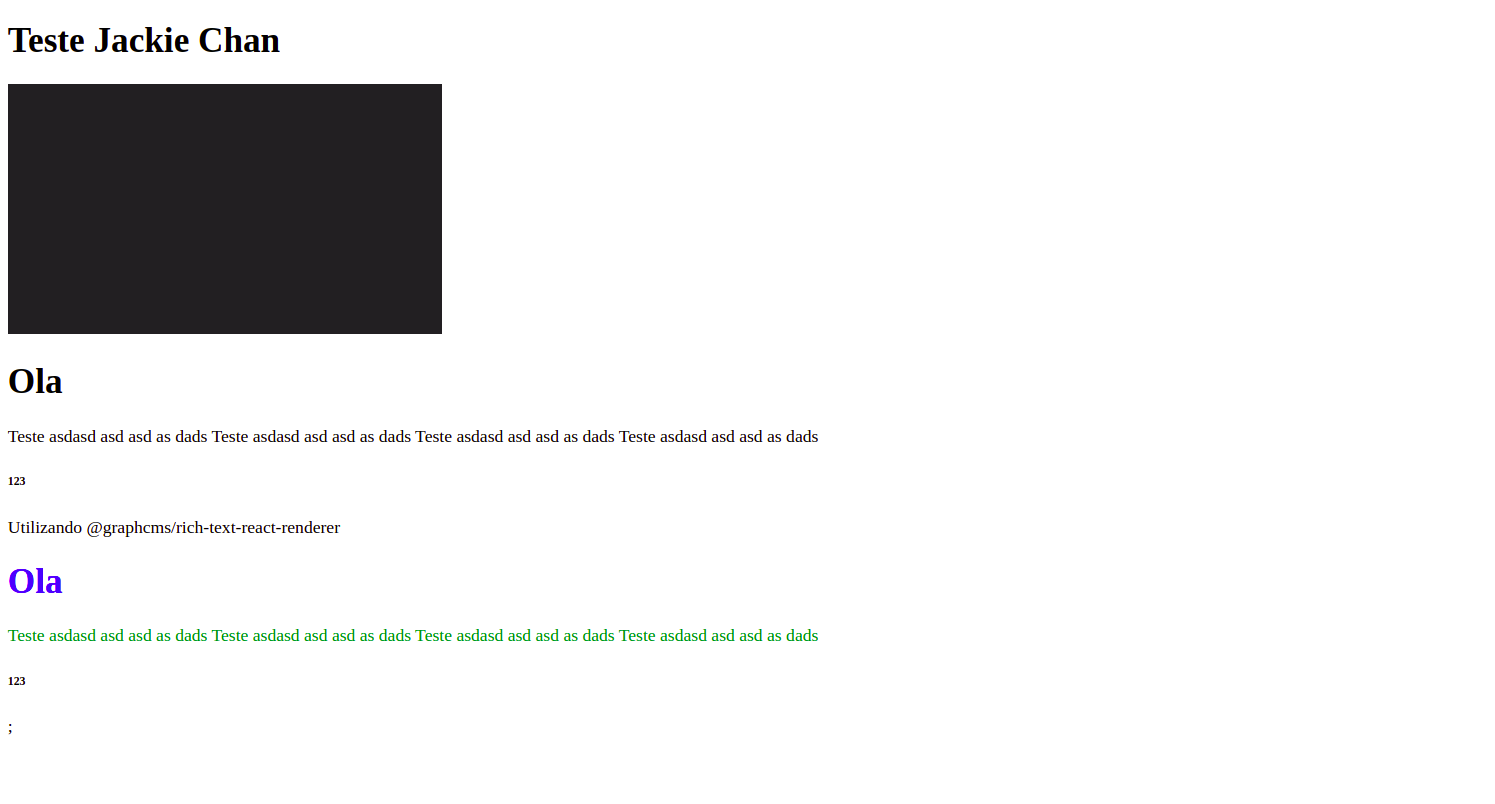 Teste Jackie Chan
Ola
Teste asdasd asd asd as dads Teste asdasd asd asd as dads Teste asdasd asd asd as dads Teste asdasd asd asd as dads
123
Utilizando @graphcms/rich-text-react-renderer
Ola
Teste asdasd asd asd as dads Teste asdasd asd asd as dads Teste asdasd asd asd as dads Teste asdasd asd asd as dads
123
;